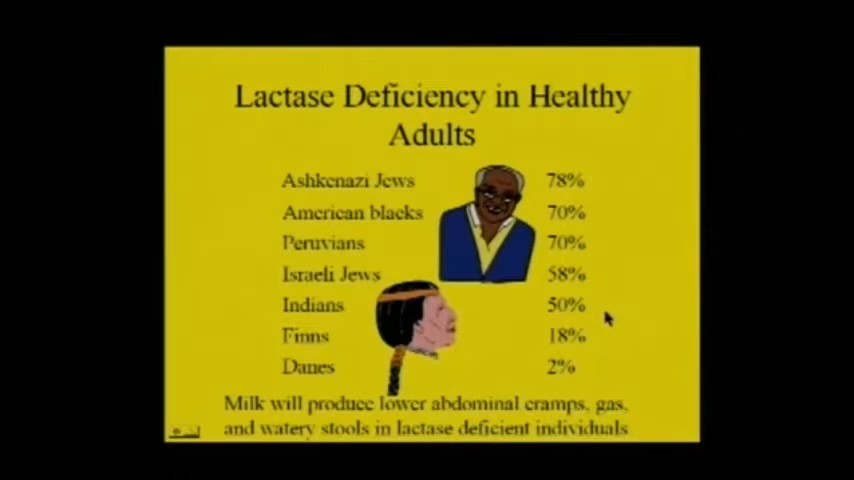 Lactase Deficiency in Healthy
Adults
Ashkenazi Jews 78%
American blacks 70%
Peruvians 70%
Israeli Jews 58%
Indians 50%
Finns 18%
Danes 2%
Milk will produce lower abdominal cramps, gas,
and watery stools in lactase deficient individuals